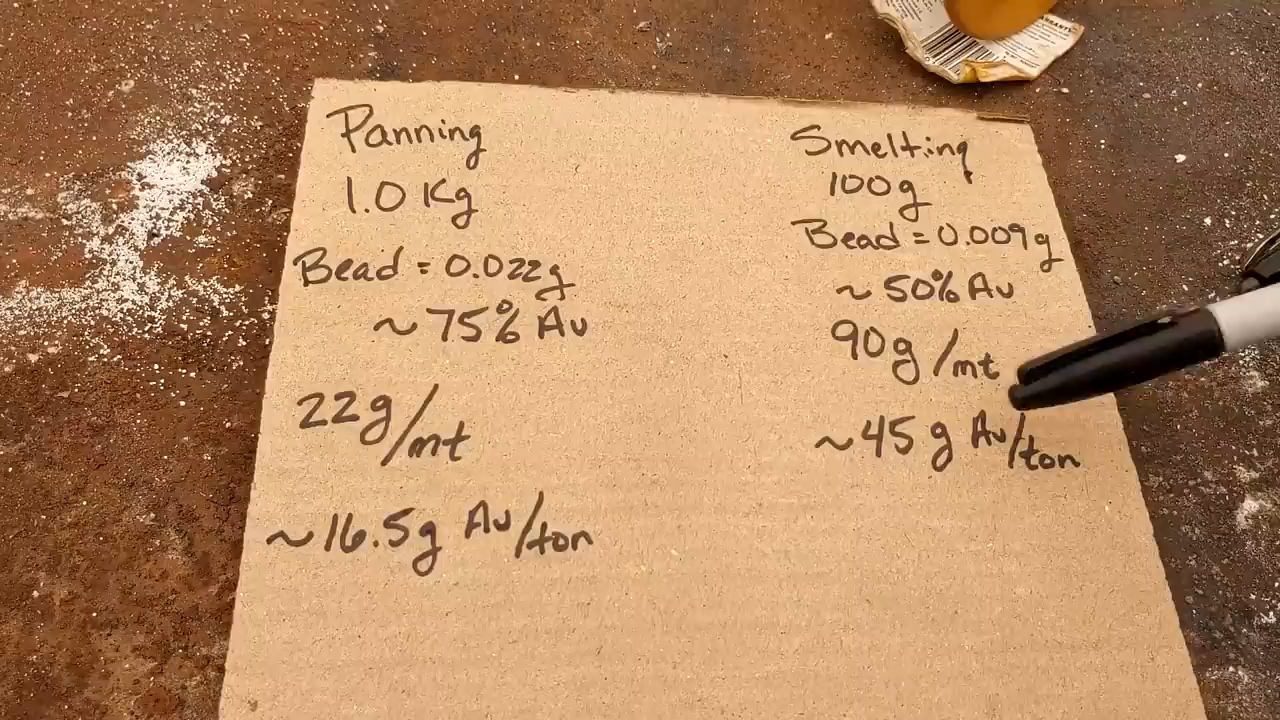 Panning
1.0 Kg
Bead = 0.022g
~75% Au
22g/mt
~16.5g Au/ton
Smelting
100g
Bead = 0.009g
~50% Au
90g/mt
~45g Au/ton